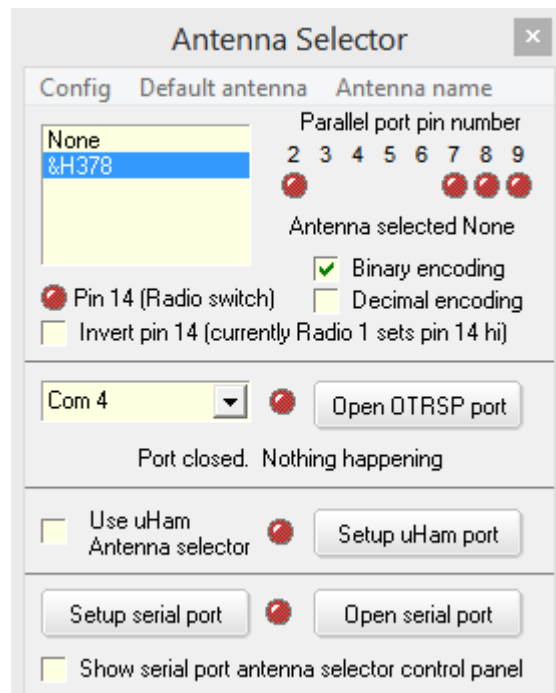 Antenna Selector
×
Config Default antenna Antenna name
Parallel port pin number
None
&H378
2 3 4 5 6 7 8 9
Antenna selected None
Binary encoding
Pin 14 (Radio switch)
Decimal encoding
Invert pin 14 (currently Radio 1 sets pin 14 hi)
Com 4
Open OTRSP port
Port closed. Nothing happening
Use uHam
Antenna selector
Setup uHam port
Setup serial port
Open serial port
Show serial port antenna selector control panel